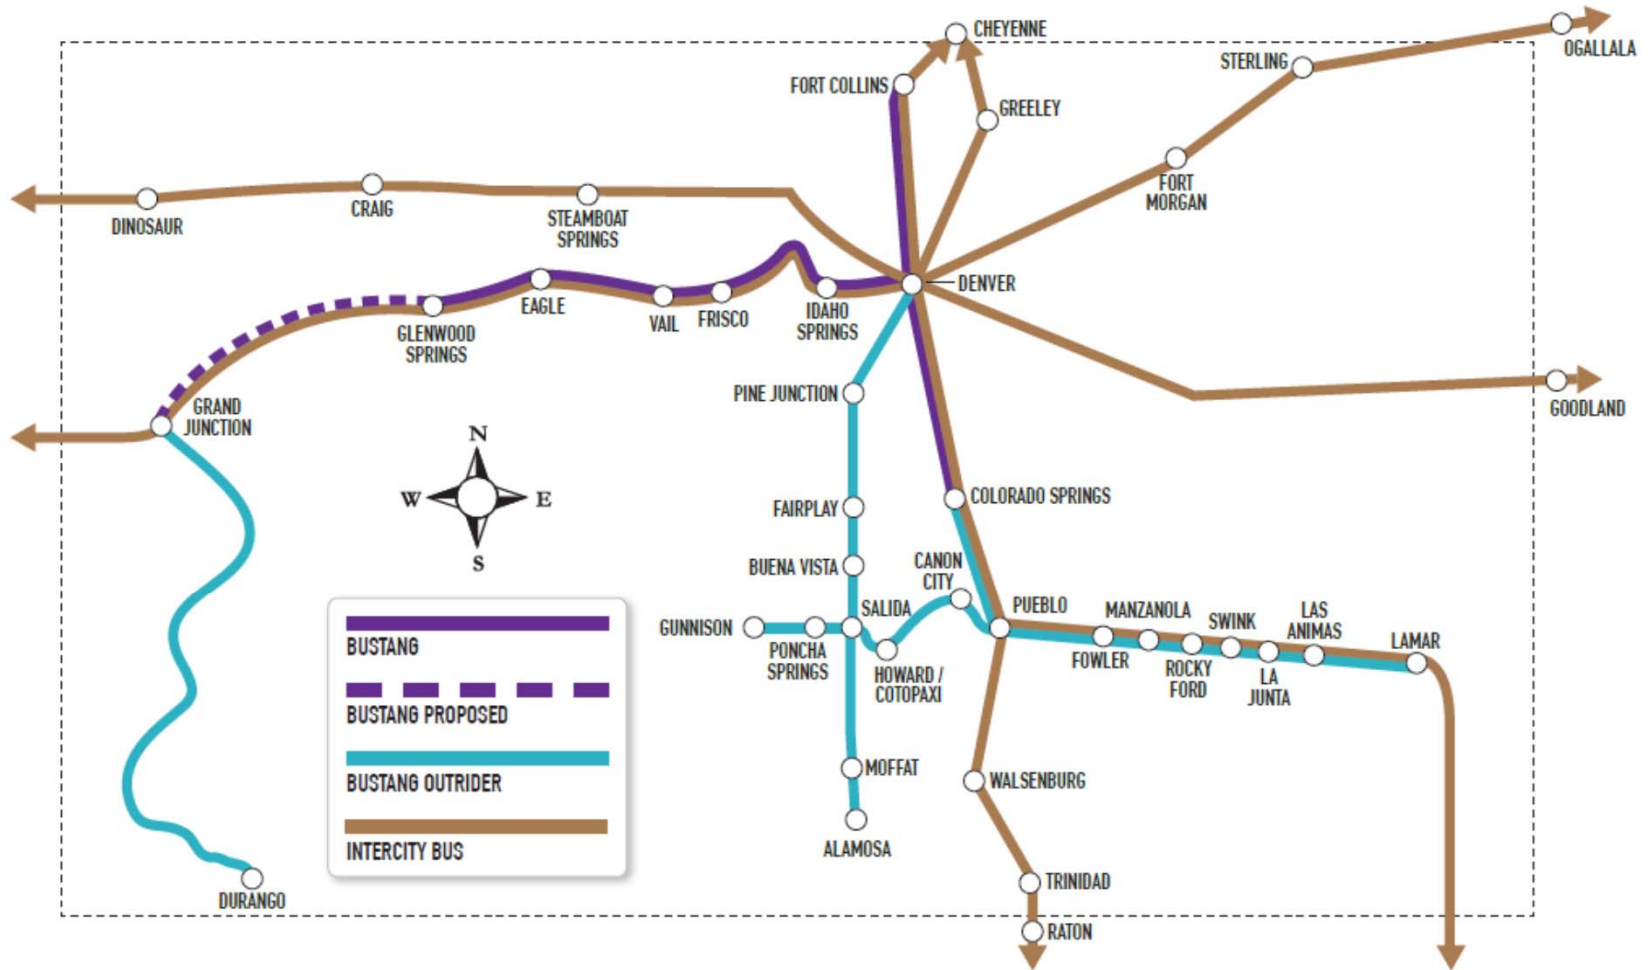 CHEYENNE
OGALLALA
STERLING
FORT COLLINS
GREELEY
FORT
MORGAN
DINOSAUR
CRAIG
STEAMBOAT
SPRINGS
DENVER
EAGLE
VAIL
FRISCO
IDAHO
SPRINGS
GLENWOOD
SPRINGS
PINE JUNCTION
GRAND
JUNCTION
GOODLAND
N
W
E
S
COLORADO SPRINGS
FAIRPLAY
BUENA VISTA
CANON
CITY
GUNNISON
PONCHA
SPRINGS
SALIDA
HOWARD /
COTOPAXI
PUEBLO
MANZANOLA
SWINK
LAS
ANIMAS
LAMAR
FOWLER
ROCKY
FORD
LA
JUNTA
BUSTANG
BUSTANG PROPOSED
BUSTANG OUTRIDER
INTERCITY BUS
MOFFAT
WALSENBURG
ALAMOSA
TRINIDAD
DURANGO
RATON